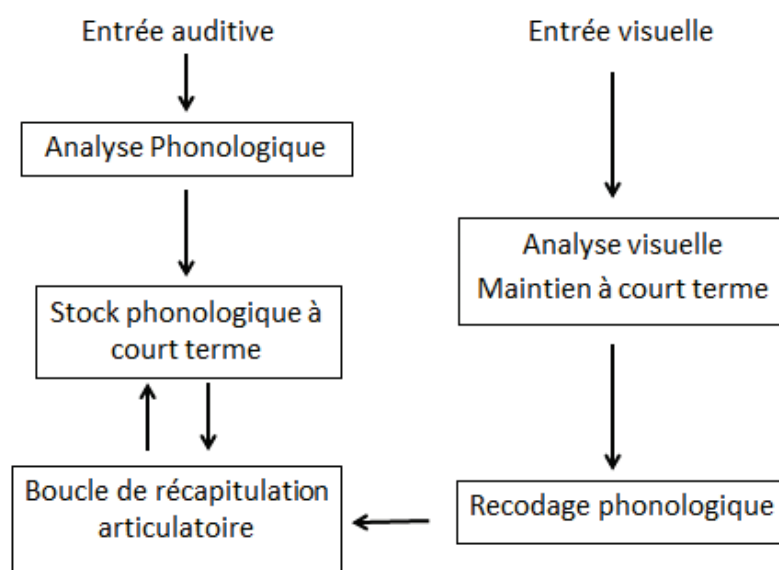 Entrée auditive
Entrée visuelle
Analyse Phonologique
Analyse visuelle
Maintien à court terme
Stock phonologique à
court terme
Boucle de récapitulation
articulatoire
Recodage phonologique